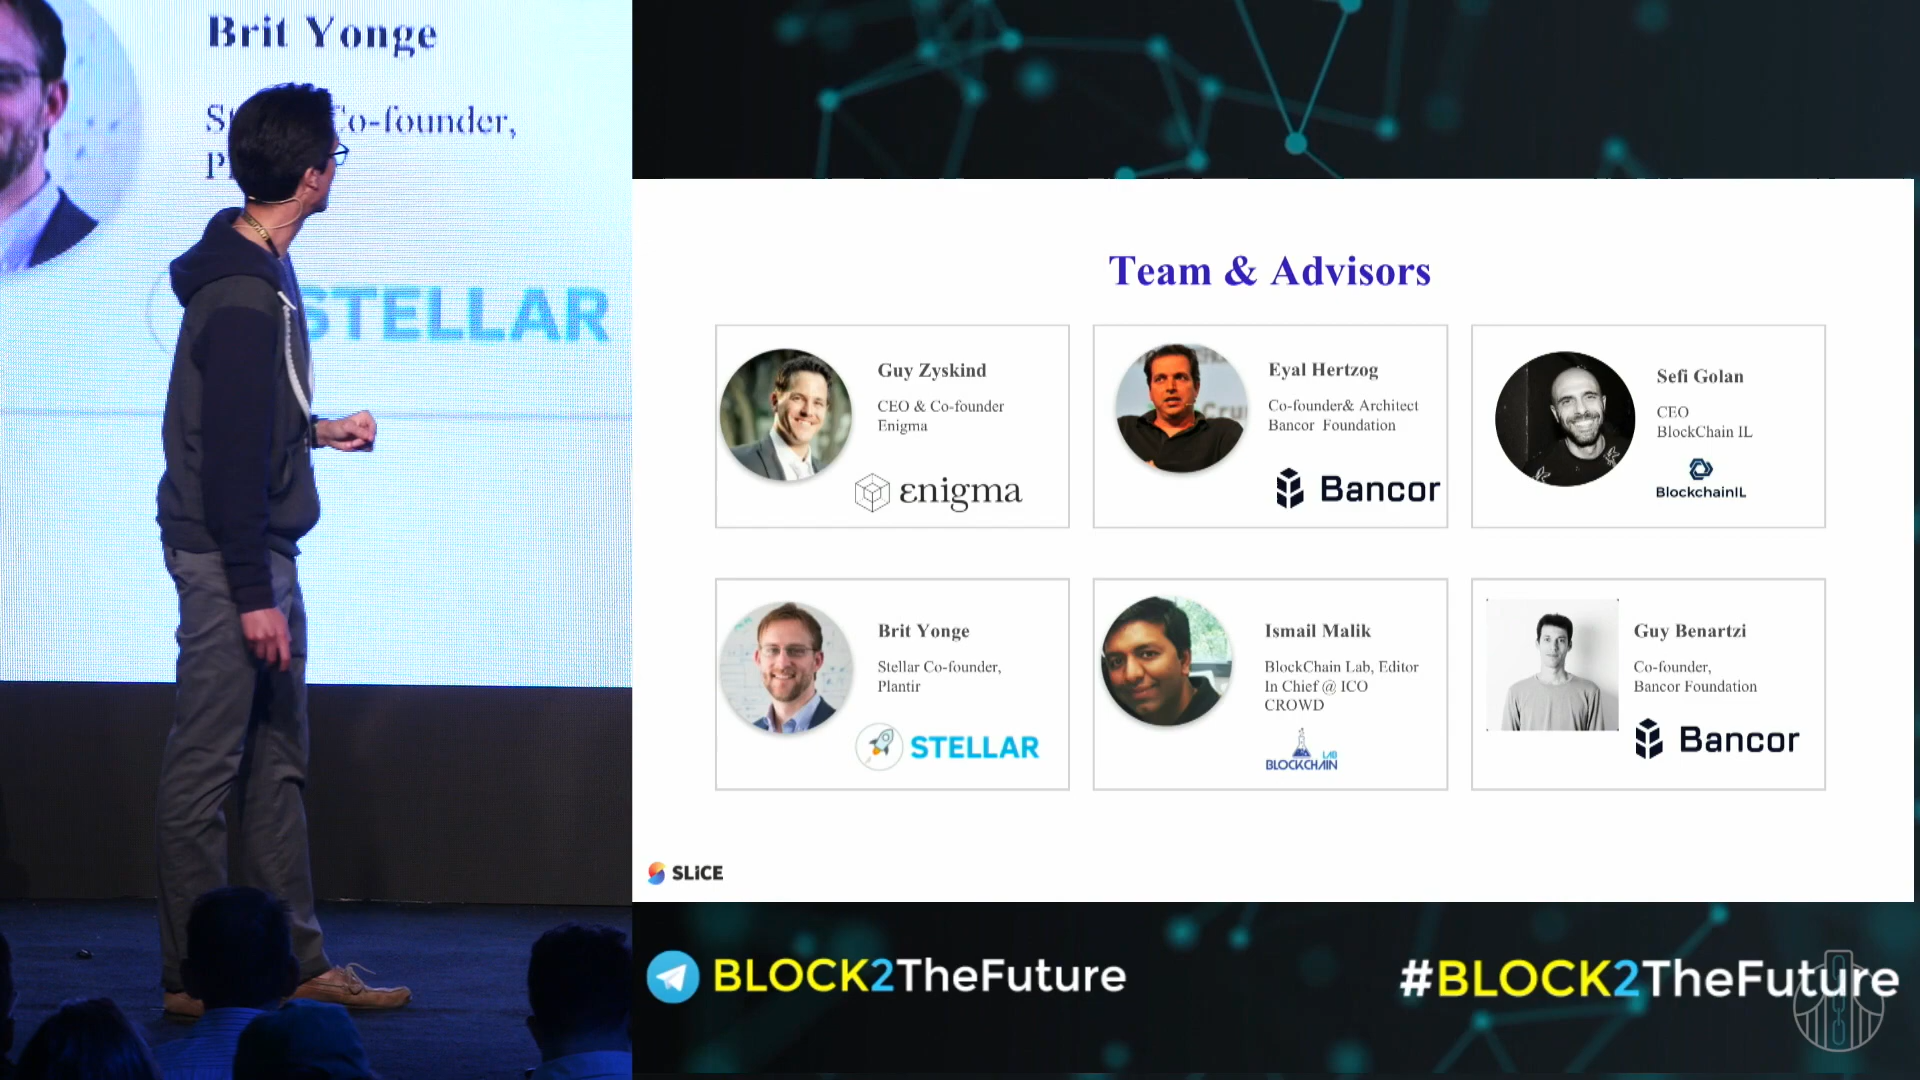 Brit Yonge
Co-founder,
STELLAR
Team & Advisors
Guy Zyskind
CEO & Co-founder
Enigma
εnigma
Eyal Hertzog
Co-founder& Architect
Bancor Foundation
Bancor
Sefi Golan
CEO
BlockChain IL
BlockchainIL
Brit Yonge
Stellar Co-founder,
Plantir
STELLAR
Ismail Malik
BlockChain Lab, Editor
In Chief @ ICO
CROWD
LAB
BLOCKCHAIN
Guy Benartzi
Co-founder,
Bancor Foundation
Bancor
SLiCE
BLOCK2TheFuture
#BLOCK2TheFuture